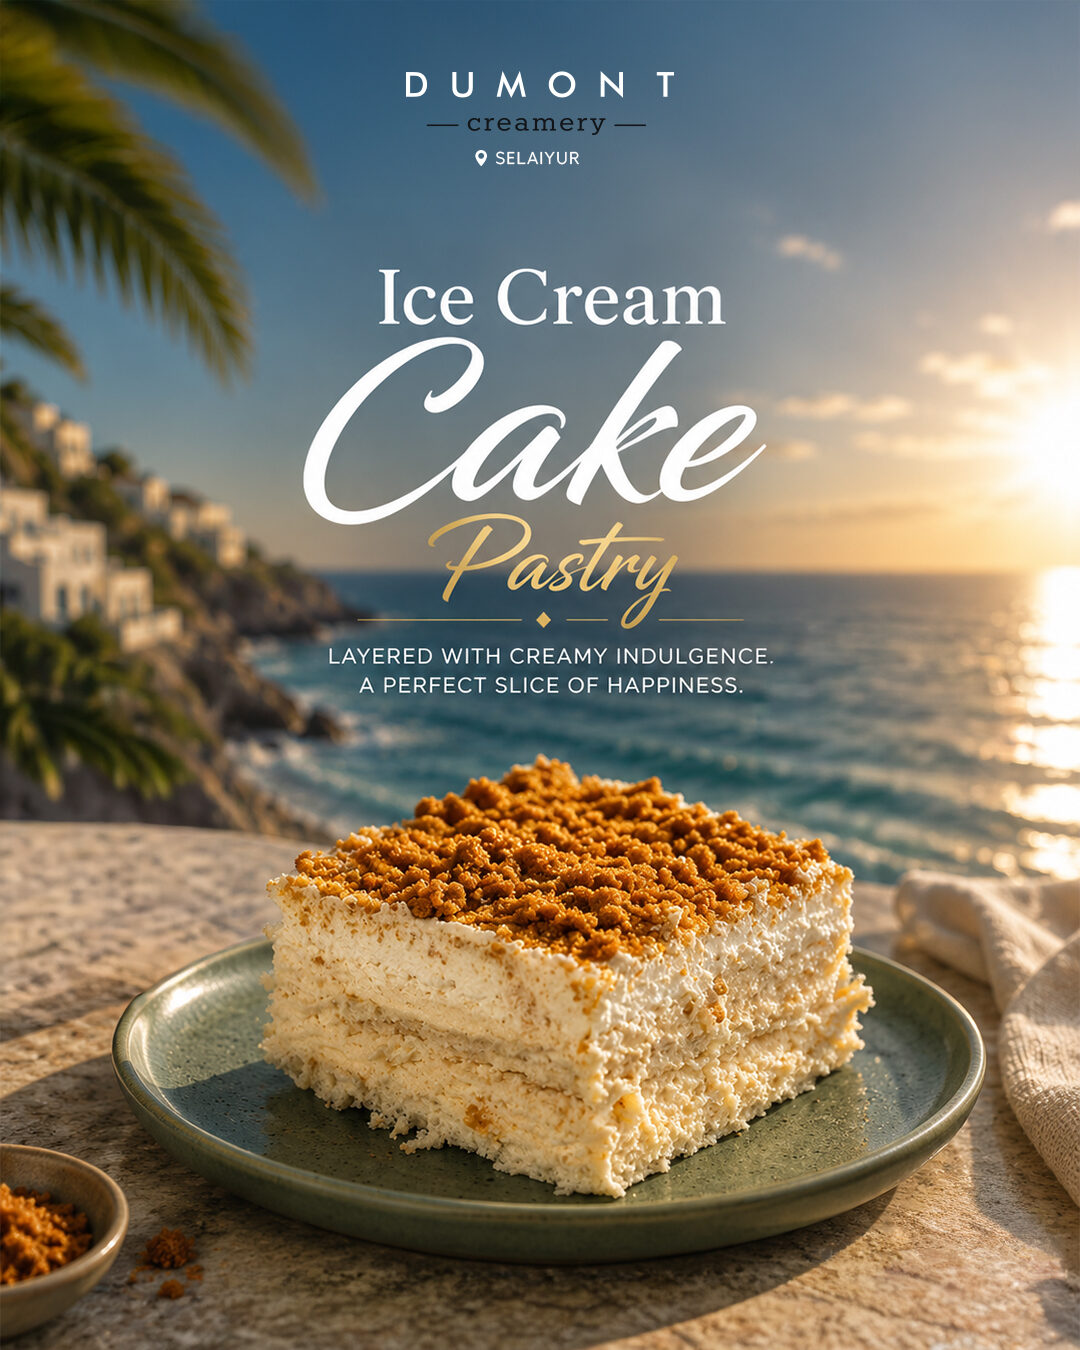 DUMONT
creamery
SELAIYUR
Ice Cream
Cake
Pastry
LAYERED WITH CREAMY INDULGENCE.
A PERFECT SLICE OF HAPPINESS.